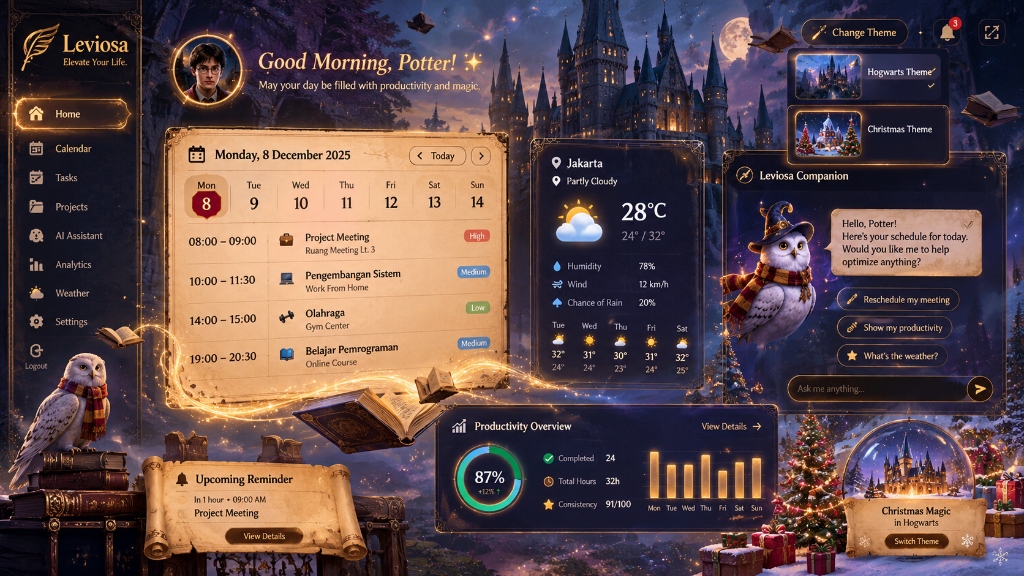 Leviosa
Elevate Your Life.
Home
Calendar
Tasks
Projects
AI Assistant
Analytics
Weather
Settings
Logout
Good Morning, Potter!
May your day be filled with productivity and magic.
Change Theme
3
Hogwarts Theme
Christmas Theme
Monday, 8 December 2025
Today
Mon Tue Wed Thu Fri Sat Sun
8 9 10 11 12 13 14
08:00 – 09:00 Project Meeting High
Ruang Meeting Lt. 3
10:00 – 11:30 Pengembangan Sistem Medium
Work From Home
14:00 – 15:00 Olahraga Low
Gym Center
19:00 – 20:30 Belajar Pemrograman Medium
Online Course
Jakarta
Partly Cloudy
28°C
24° / 32°
Humidity 78%
Wind 12 km/h
Chance of Rain 20%
Tue Wed Thu Fri Sat
32° 31° 30° 31° 32°
24° 24° 23° 24° 25°
Leviosa Companion
Hello, Potter!
Here's your schedule for today.
Would you like me to help
optimize anything?
Reschedule my meeting
Show my productivity
What's the weather?
Ask me anything...
Upcoming Reminder
In 1 hour • 09:00 AM
Project Meeting
View Details
Productivity Overview
View Details
87%
+12% ↑
Completed 24
Total Hours 32h
Consistency 91/100
Mon Tue Wed Thu Fri Sat Sun
Christmas Magic
in Hogwarts
Switch Theme